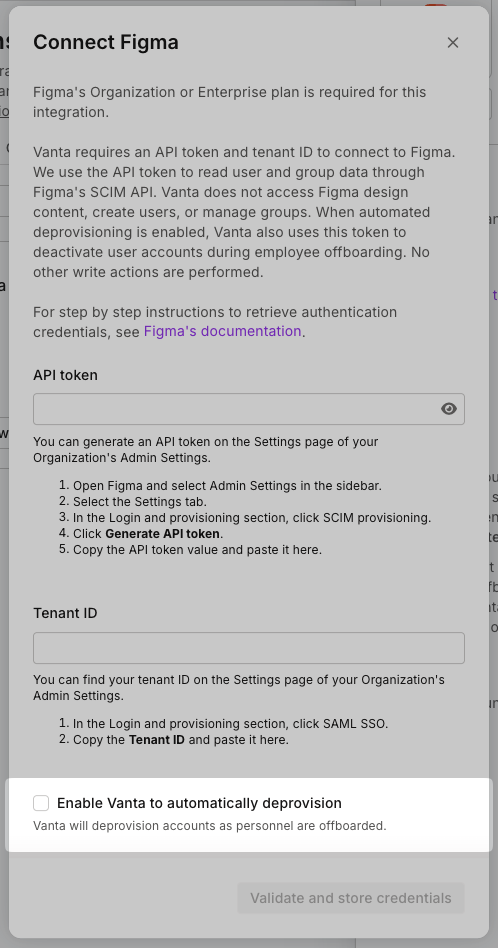 Connect Figma
Figma's Organization or Enterprise plan is required for this
integration.
Vanta requires an API token and tenant ID to connect to Figma.
We use the API token to read user and group data through
Figma's SCIM API. Vanta does not access Figma design
content, create users, or manage groups. When automated
deprovisioning is enabled, Vanta also uses this token to
deactivate user accounts during employee offboarding. No
other write actions are performed.
For step by step instructions to retrieve authentication
credentials, see Figma's documentation.
API token
You can generate an API token on the Settings page of your
Organization's Admin Settings.
1. Open Figma and select Admin Settings in the sidebar.
2. Select the Settings tab.
3. In the Login and provisioning section, click SCIM provisioning.
4. Click Generate API token.
5. Copy the API token value and paste it here.
Tenant ID
You can find your tenant ID on the Settings page of your Organization's
Admin Settings.
1. In the Login and provisioning section, click SAML SSO.
2. Copy the Tenant ID and paste it here.
Enable Vanta to automatically deprovision
Vanta will deprovision accounts as personnel are offboarded.
Validate and store credentials